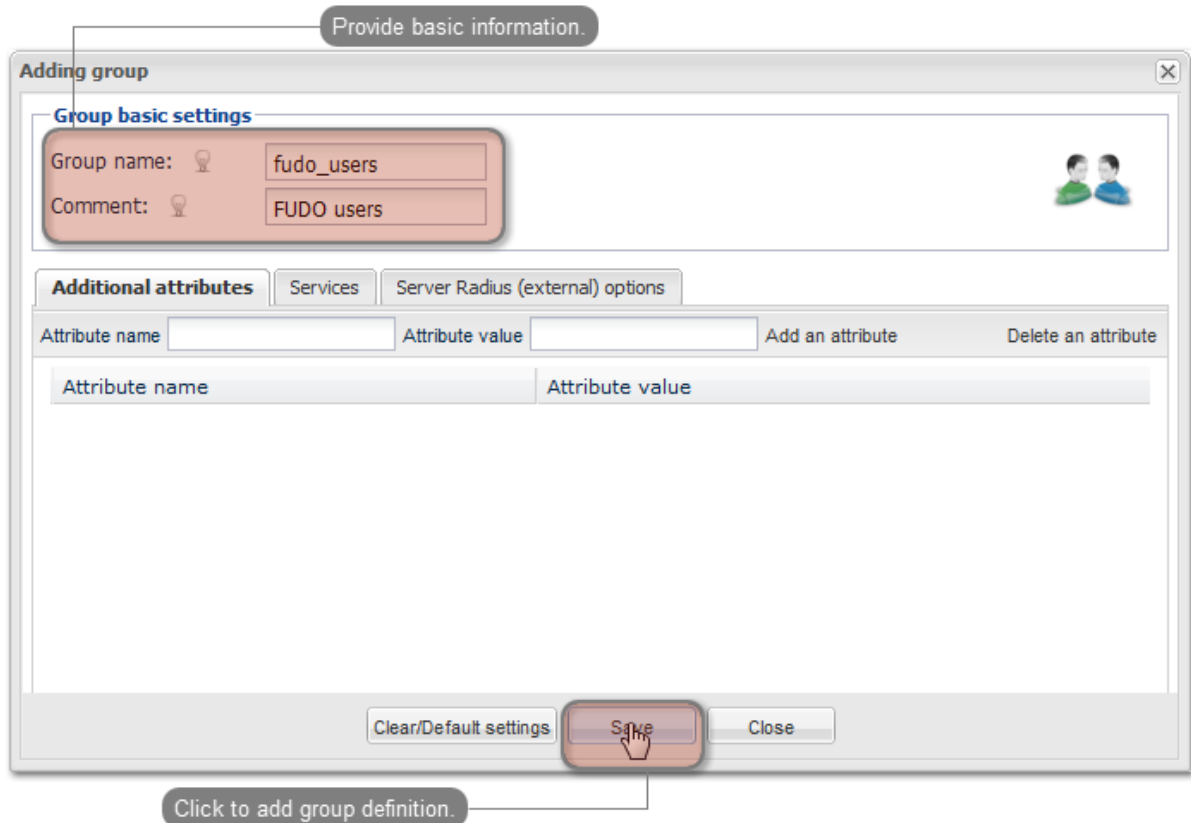 Provide basic information.
Adding group
Group basic settings
Group name: fudo_users
Comment: FUDO users
Additional attributes Services Server Radius (external) options
Attribute name Attribute value Add an attribute Delete an attribute
Attribute name Attribute value
Clear/Default settings Save Close
Click to add group definition.